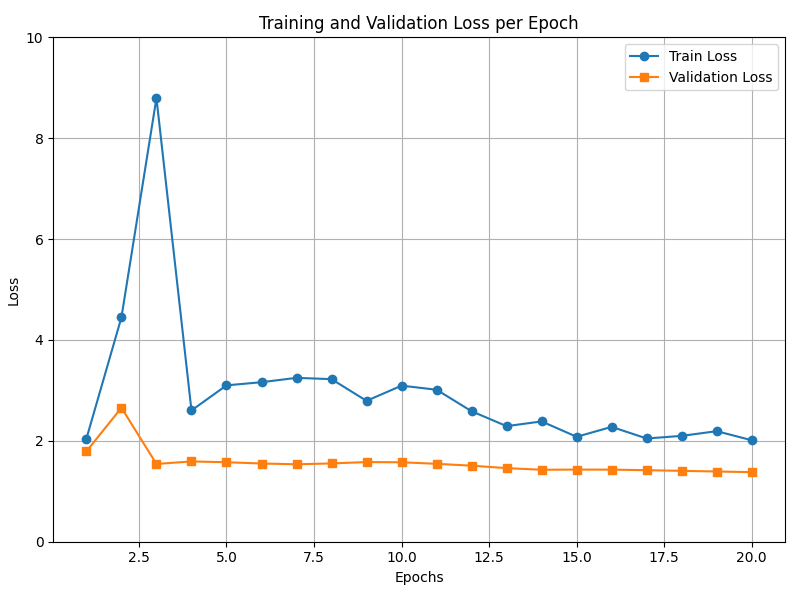 Training and Validation Loss per Epoch
10
Train Loss
Validation Loss
8
6
4
2
0
Loss
2.5 5.0 7.5 10.0 12.5 15.0 17.5 20.0
Epochs